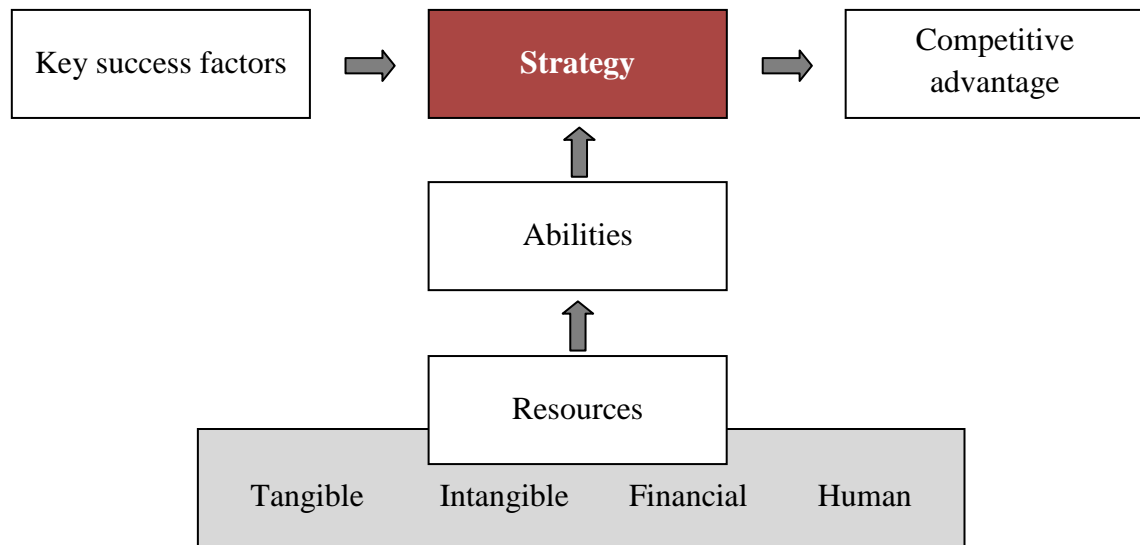 Key success factors
Strategy
Competitive
advantage
Abilities
Resources
Tangible Intangible Financial Human